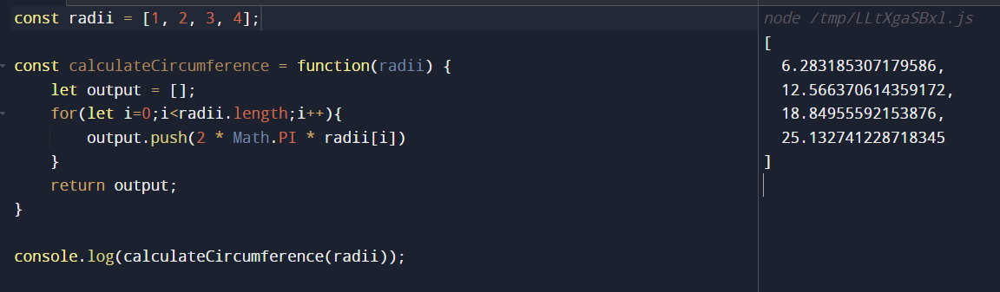 const radii = [1, 2, 3, 4];
const calculateCircumference = function(radii) {
    let output = [];
    for(let i=0;i<radii.length;i++){
        output.push(2 * Math.PI * radii[i])
    }
    return output;
}
console.log(calculateCircumference(radii));
node /tmp/LLtXgaSBxl.js
[
  6.283185307179586,
  12.566370614359172,
  18.84955592153876,
  25.132741228718345
]